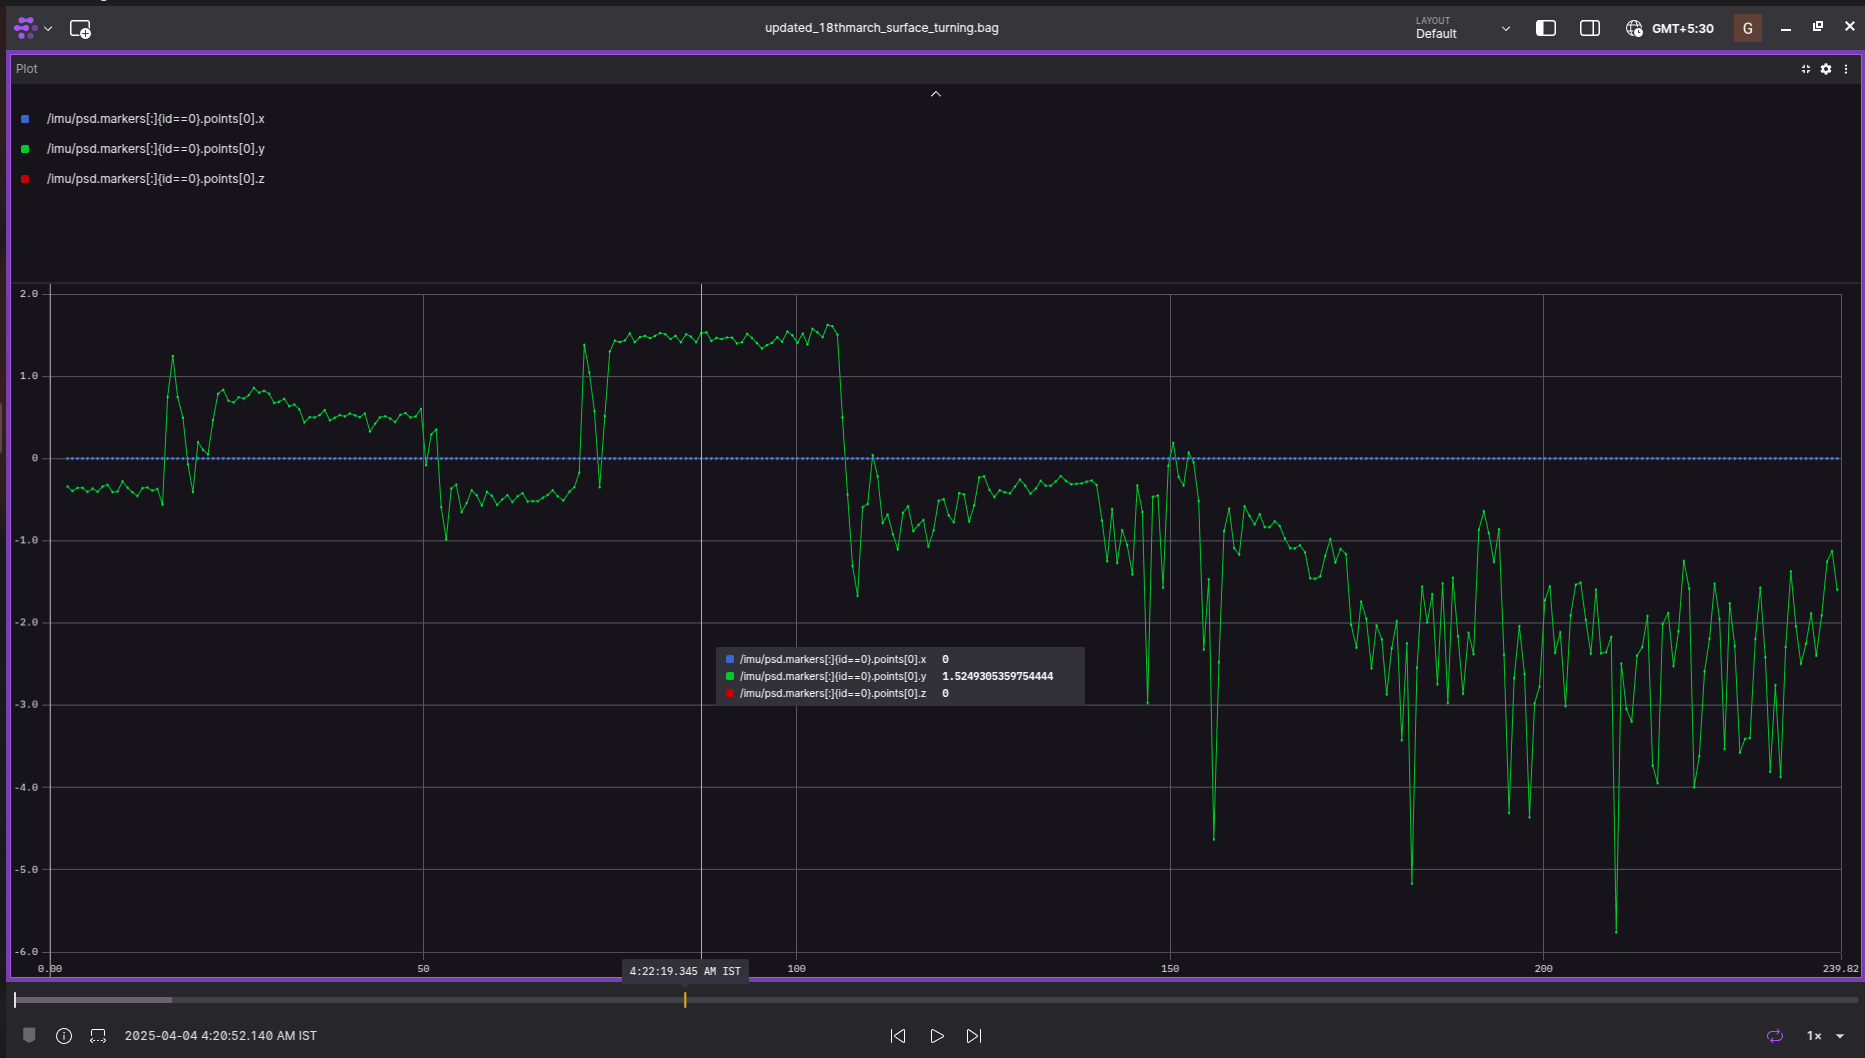 updated_18thmarch_surface_turning.bag
LAYOUT
Default
GMT+5:30
G
Plot
/imu/psd.markers[:]{id==0}.points[0].x
/imu/psd.markers[:]{id==0}.points[0].y
/imu/psd.markers[:]{id==0}.points[0].z
2.0
1.0
0
-1.0
-2.0
-3.0
-4.0
-5.0
-6.0
/imu/psd.markers[:]{id==0}.points[0].x 0
/imu/psd.markers[:]{id==0}.points[0].y 1.5249305359754444
/imu/psd.markers[:]{id==0}.points[0].z 0
0.00 50 100 150 200 239.82
4:22:19.345 AM IST
2025-04-04 4:20:52.140 AM IST
1×